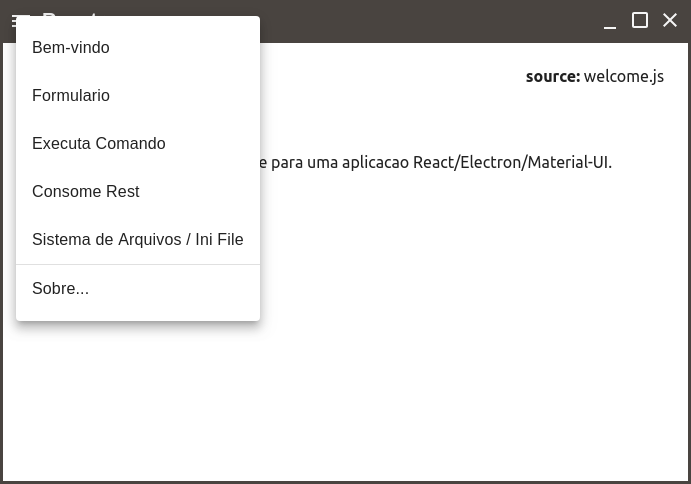 Bem-vindo
Formulario
Executa Comando
Consome Rest
Sistema de Arquivos / Ini File
Sobre...
source: welcome.js
e para uma aplicacao React/Electron/Material-UI.